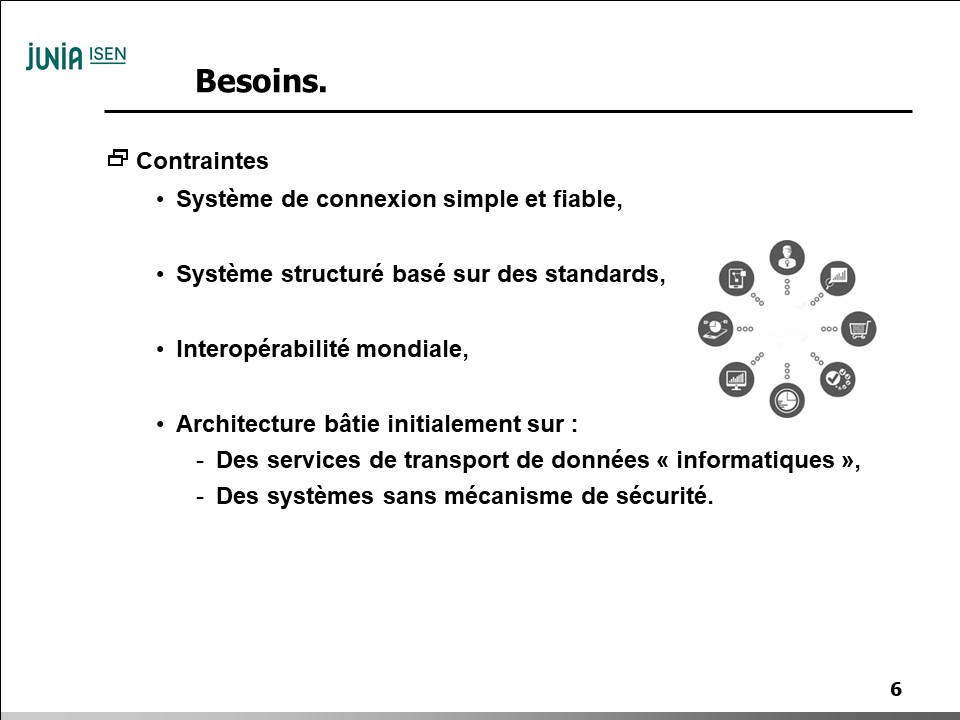 JUNIA ISEN
Besoins.
Contraintes
• Système de connexion simple et fiable,
• Système structuré basé sur des standards,
• Interopérabilité mondiale,
• Architecture bâtie initialement sur :
- Des services de transport de données « informatiques »,
- Des systèmes sans mécanisme de sécurité.
6